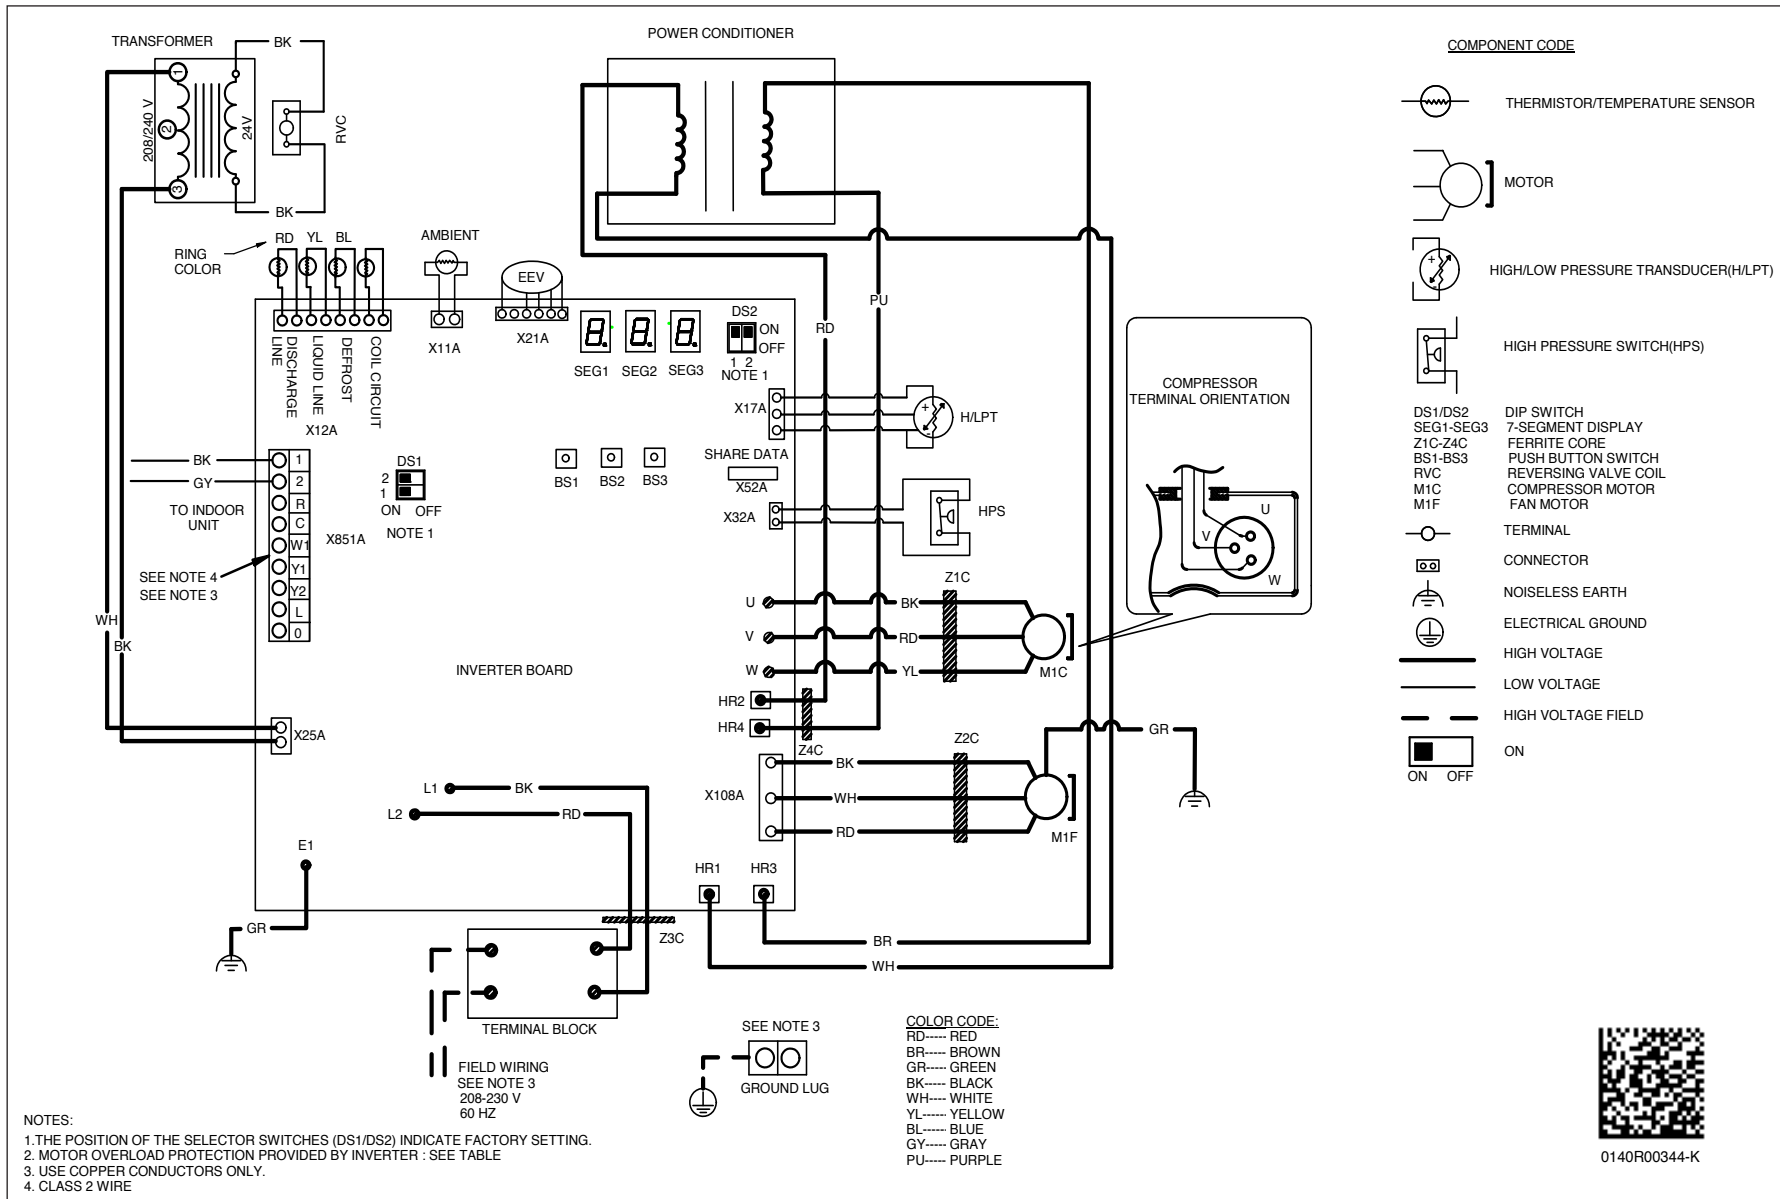 TRANSFORMER
BK
POWER CONDITIONER
COMPONENT CODE
1
2
3
208/240 V
24V
RVC
BK
THERMISTOR/TEMPERATURE SENSOR
MOTOR
HIGH/LOW PRESSURE TRANSDUCER(H/LPT)
HIGH PRESSURE SWITCH(HPS)
DS1/DS2 DIP SWITCH
SEG1-SEG3 7-SEGMENT DISPLAY
Z1C-Z4C FERRITE CORE
BS1-BS3 PUSH BUTTON SWITCH
RVC REVERSING VALVE COIL
M1C COMPRESSOR MOTOR
M1F FAN MOTOR
TERMINAL
CONNECTOR
NOISELESS EARTH
ELECTRICAL GROUND
HIGH VOLTAGE
LOW VOLTAGE
HIGH VOLTAGE FIELD
ON
ON OFF
RING
COLOR
RD YL BL
AMBIENT
EEV
DISCHARGE
LINE
LIQUID LINE
DEFROST
COIL CIRCUIT
X12A
X11A
X21A
8. 8. 8.
SEG1 SEG2 SEG3
DS2
ON
OFF
1 2
NOTE 1
RD
PU
X17A
+
-
H/LPT
BK
GY
TO INDOOR
UNIT
1
2
R
C
W1
Y1
Y2
L
0
X851A
SEE NOTE 4
SEE NOTE 3
DS1
2
1
ON OFF
NOTE 1
BS1 BS2 BS3
SHARE DATA
X52A
X32A
HPS
COMPRESSOR
TERMINAL ORIENTATION
U
V
W
Z1C
U BK
V RD
W YL
M1C
WH
BK
INVERTER BOARD
HR2
HR4
Z4C
X25A
Z2C
GR
BK
X108A WH
RD
M1F
L1 BK
L2 RD
E1
GR
HR1 HR3
Z3C
BR
WH
TERMINAL BLOCK
FIELD WIRING
SEE NOTE 3
208-230 V
60 HZ
SEE NOTE 3
GROUND LUG
COLOR CODE:
RD----- RED
BR----- BROWN
GR----- GREEN
BK----- BLACK
WH---- WHITE
YL------ YELLOW
BL------ BLUE
GY----- GRAY
PU----- PURPLE
NOTES:
1.THE POSITION OF THE SELECTOR SWITCHES (DS1/DS2) INDICATE FACTORY SETTING.
2. MOTOR OVERLOAD PROTECTION PROVIDED BY INVERTER : SEE TABLE
3. USE COPPER CONDUCTORS ONLY.
4. CLASS 2 WIRE
0140R00344-K